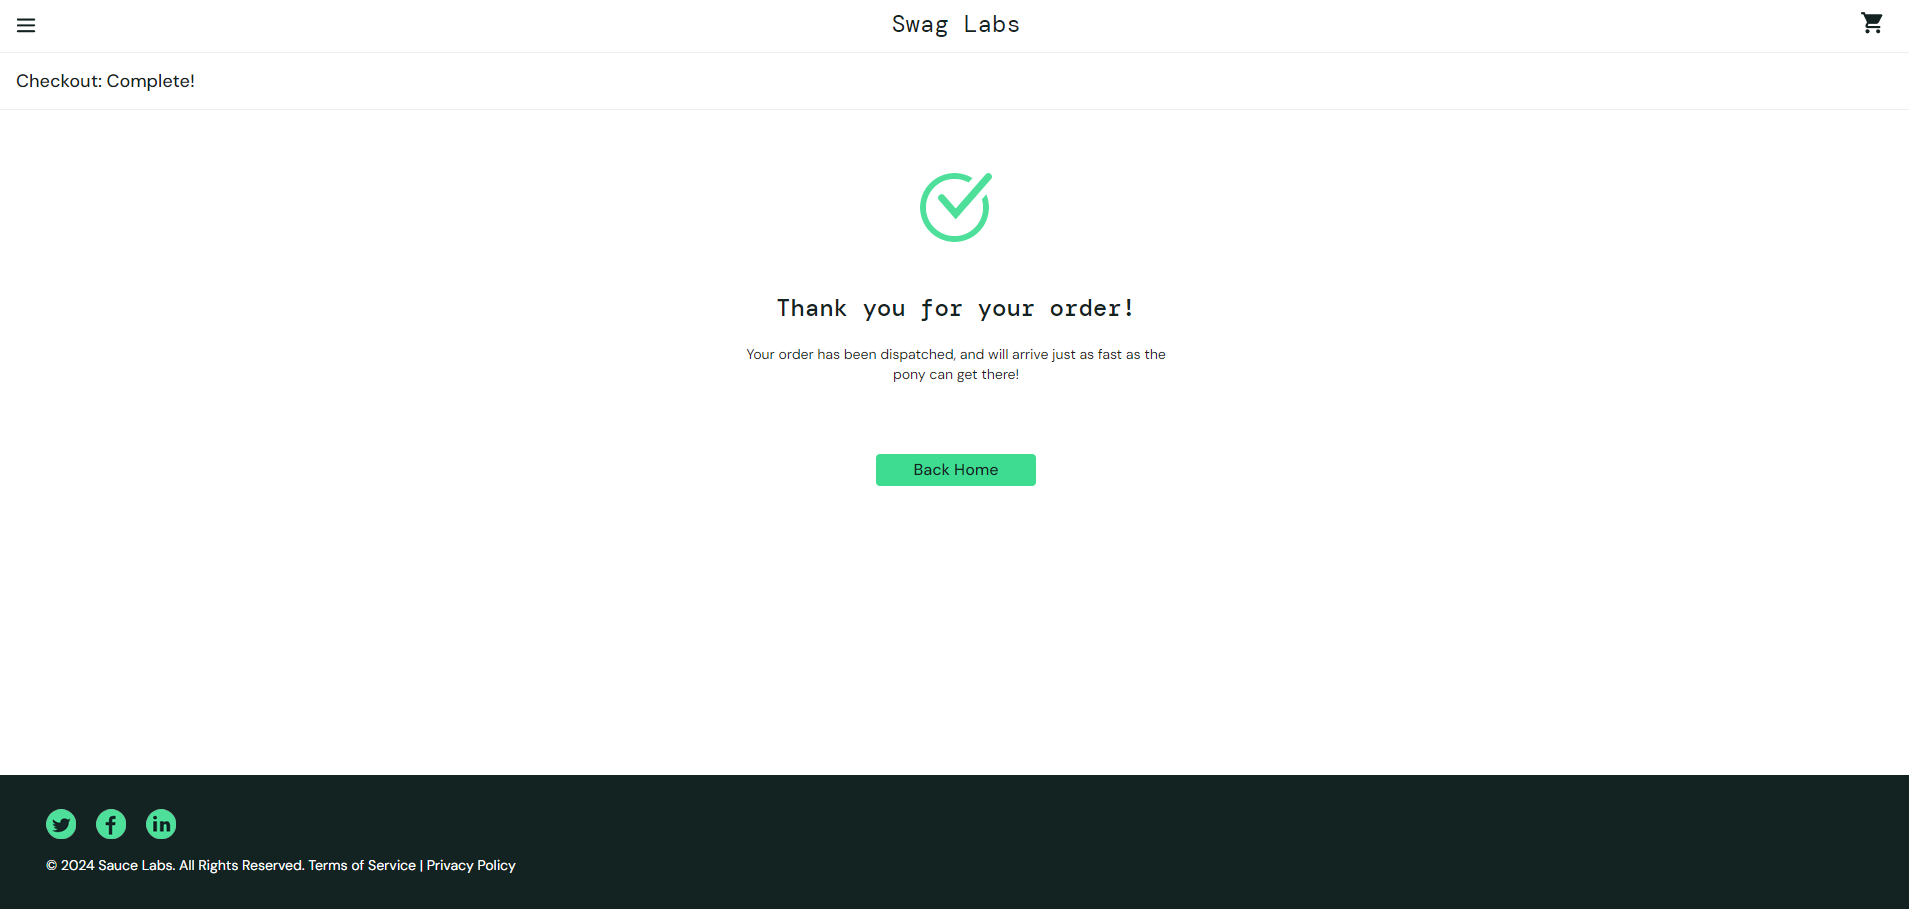 Swag Labs
Checkout: Complete!
Thank you for your order!
Your order has been dispatched, and will arrive just as fast as the
pony can get there!
Back Home
© 2024 Sauce Labs. All Rights Reserved. Terms of Service | Privacy Policy